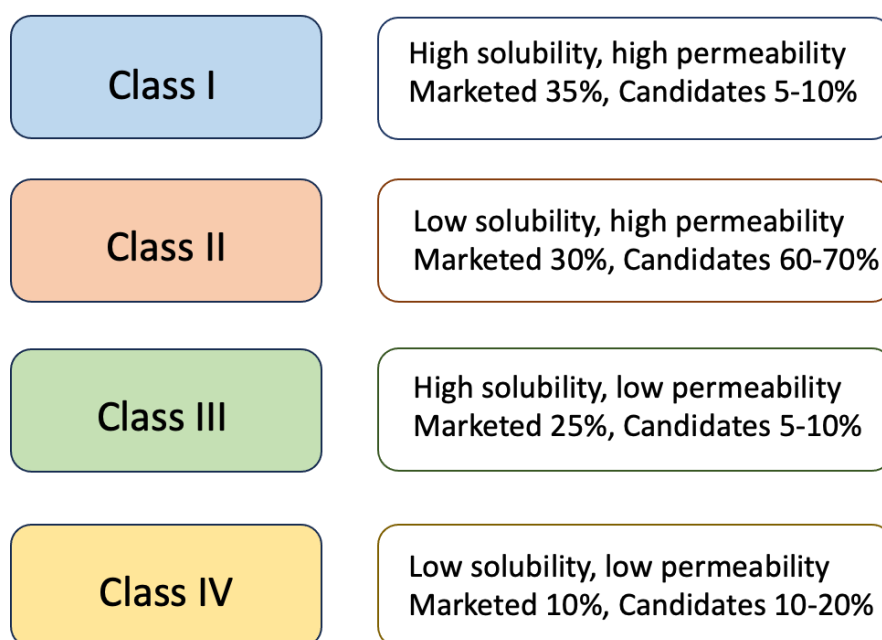 Class I
High solubility, high permeability
Marketed 35%, Candidates 5-10%
Class II
Low solubility, high permeability
Marketed 30%, Candidates 60-70%
Class III
High solubility, low permeability
Marketed 25%, Candidates 5-10%
Class IV
Low solubility, low permeability
Marketed 10%, Candidates 10-20%